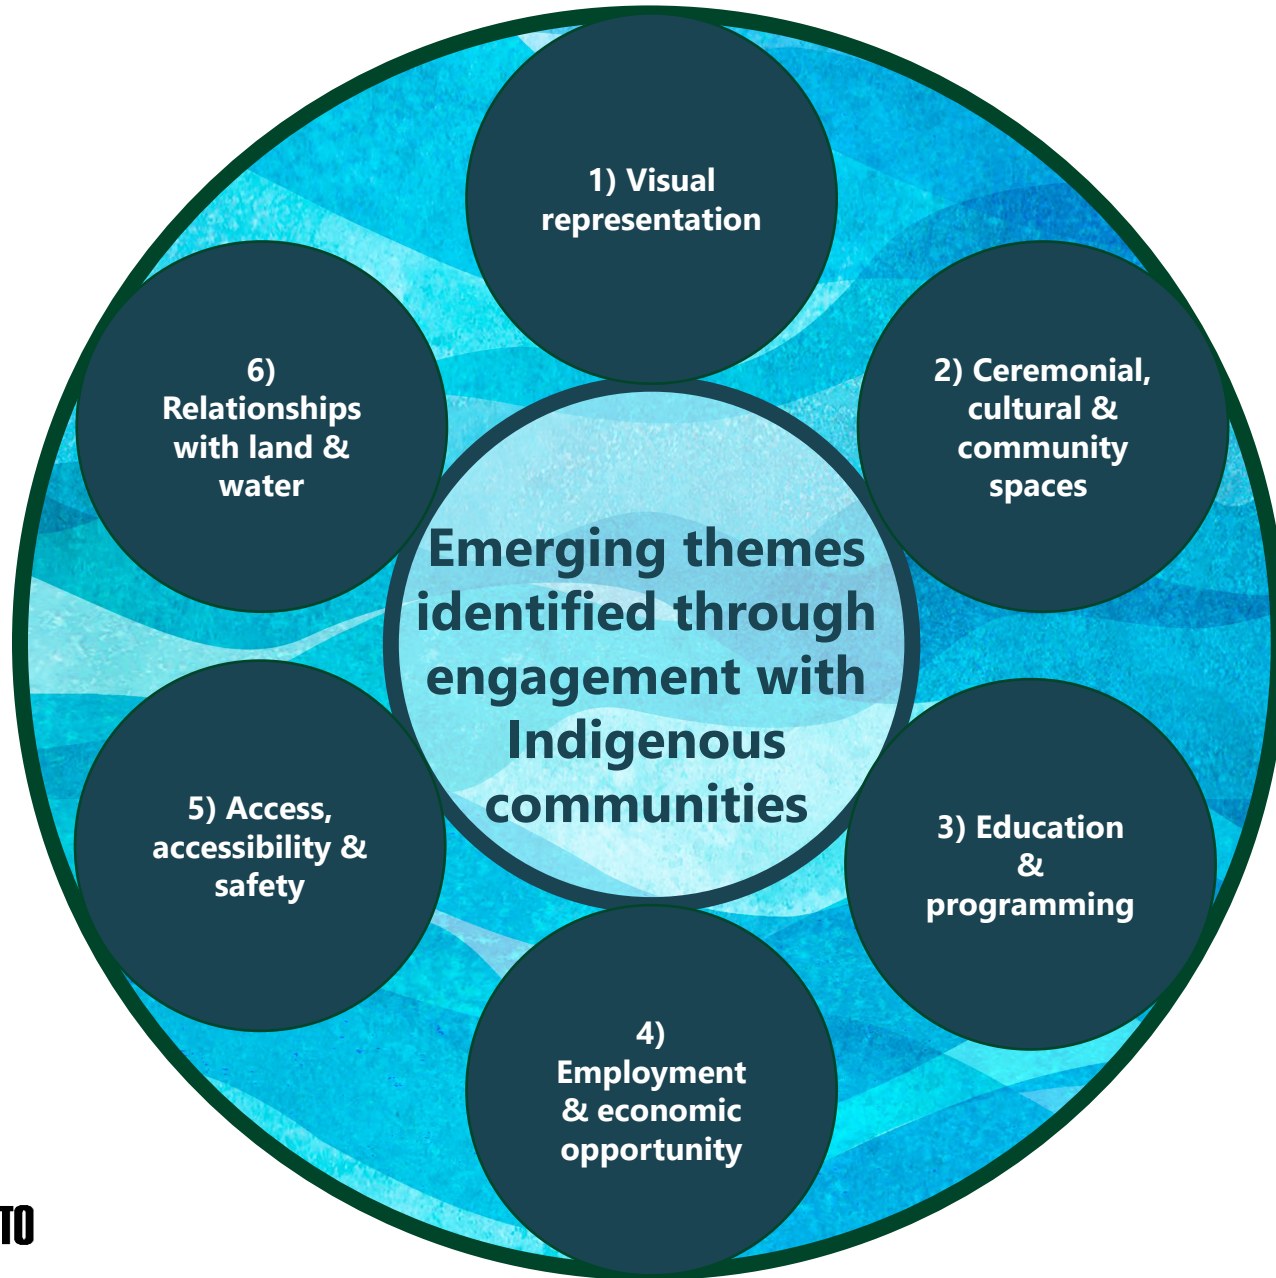 1) Visual
representation
2) Ceremonial,
cultural &
community
spaces
3) Education
&
programming
4)
Employment
& economic
opportunity
5) Access,
accessibility &
safety
6)
Relationships
with land &
water
Emerging themes
identified through
engagement with
Indigenous
communities
TO